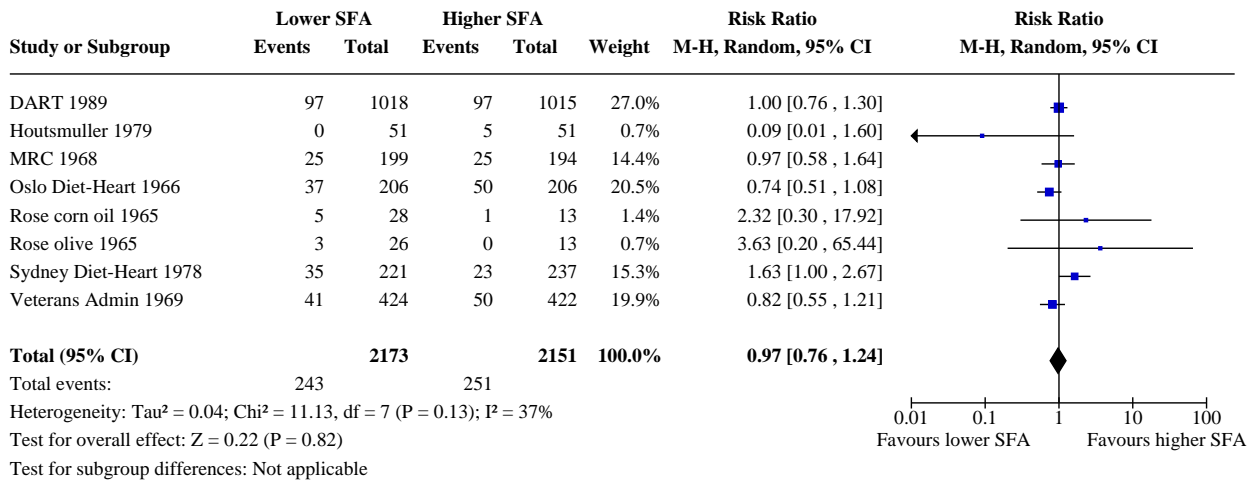 Lower SFA Higher SFA Risk Ratio Risk Ratio
Study or Subgroup Events Total Events Total Weight M-H, Random, 95% CI M-H, Random, 95% CI
DART 1989 97 1018 97 1015 27.0% 1.00 [0.76 , 1.30]
Houtsmuller 1979 0 51 5 51 0.7% 0.09 [0.01 , 1.60]
MRC 1968 25 199 25 194 14.4% 0.97 [0.58 , 1.64]
Oslo Diet-Heart 1966 37 206 50 206 20.5% 0.74 [0.51 , 1.08]
Rose corn oil 1965 5 28 1 13 1.4% 2.32 [0.30 , 17.92]
Rose olive 1965 3 26 0 13 0.7% 3.63 [0.20 , 65.44]
Sydney Diet-Heart 1978 35 221 23 237 15.3% 1.63 [1.00 , 2.67]
Veterans Admin 1969 41 424 50 422 19.9% 0.82 [0.55 , 1.21]
Total (95% CI) 2173 2151 100.0% 0.97 [0.76 , 1.24]
Total events: 243 251
Heterogeneity: Tau² = 0.04; Chi² = 11.13, df = 7 (P = 0.13); I² = 37%
0.01 0.1 1 10 100
Test for overall effect: Z = 0.22 (P = 0.82)
Favours lower SFA Favours higher SFA
Test for subgroup differences: Not applicable